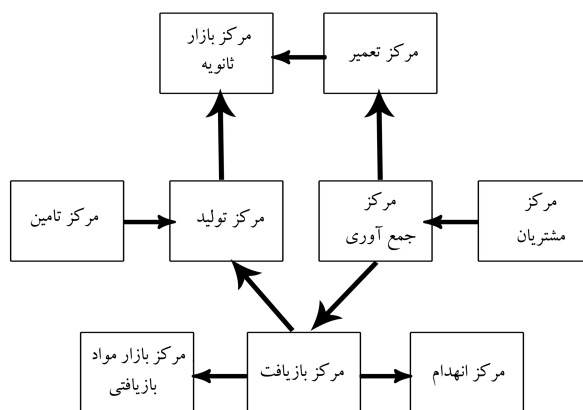 مرکز تعمیر
مرکز بازار
ثانویه
مرکز
مشتریان
مرکز
جمع آوری
مرکز تولید
مرکز تامین
مرکز انهدام
مرکز بازیافت
مرکز بازار مواد
بازیافتی